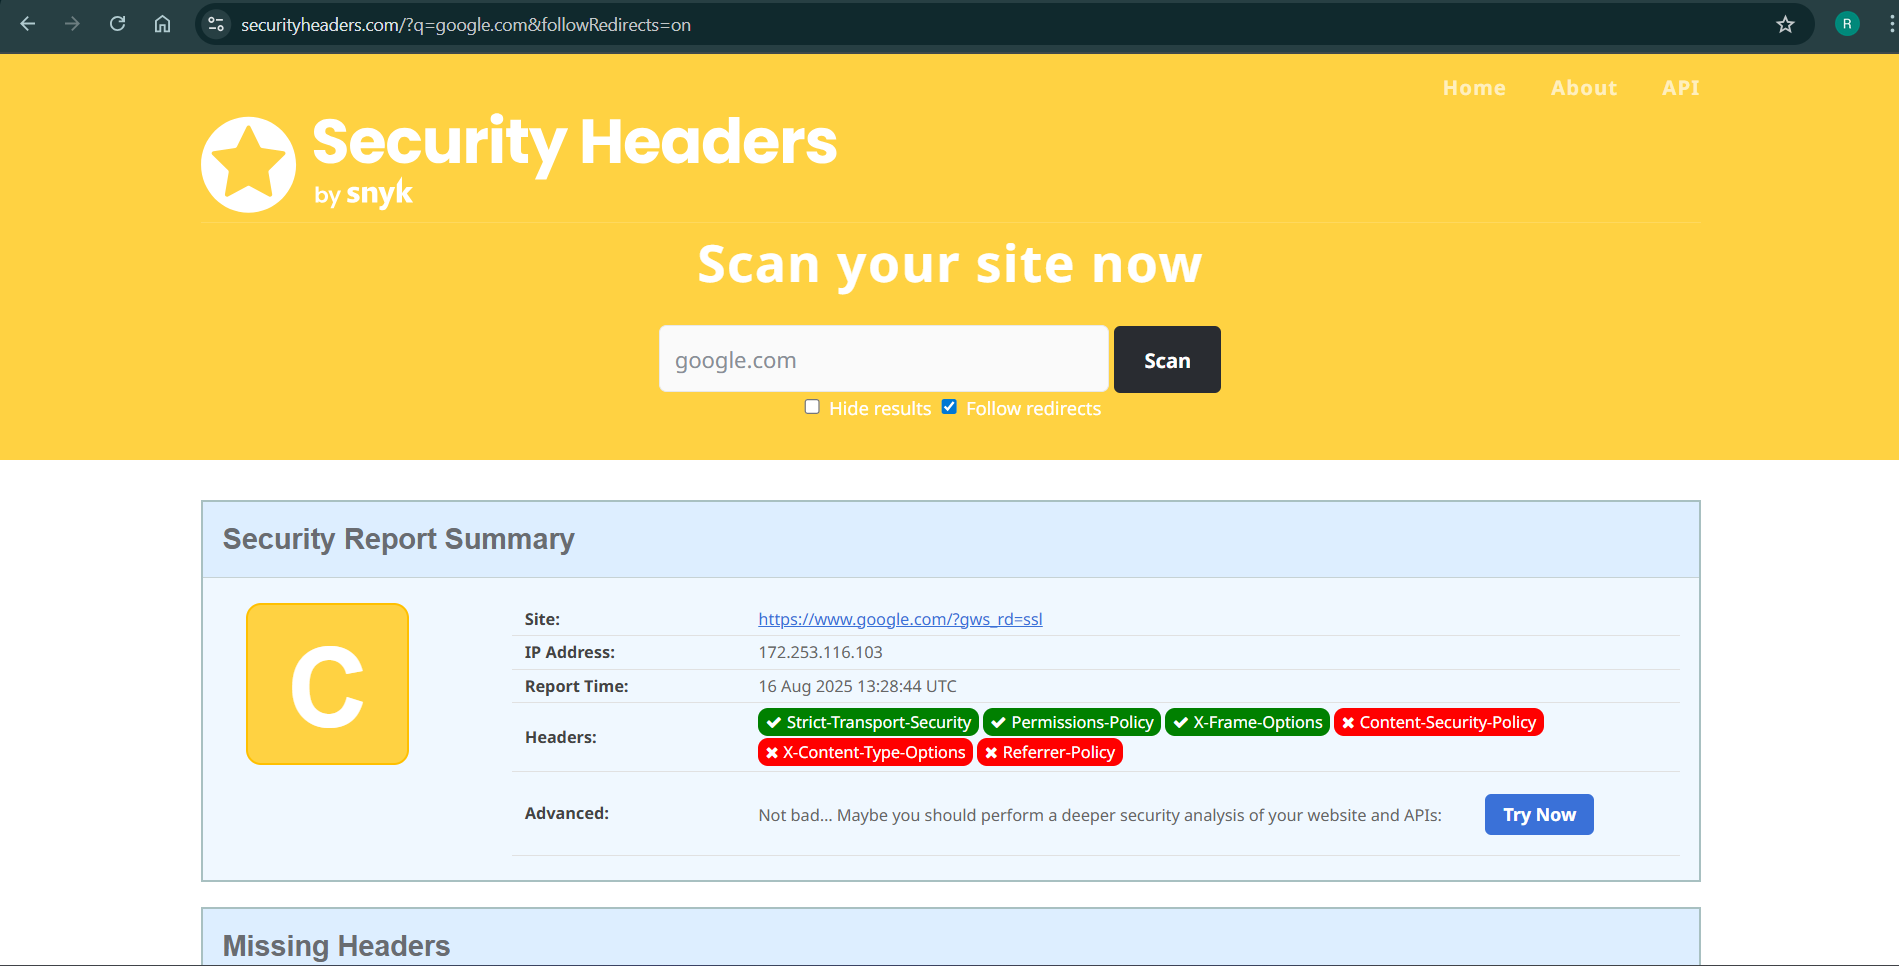 securityheaders.com/?q=google.com&followRedirects=on
R
Home About API
Security Headers
by snyk
Scan your site now
google.com Scan
Hide results Follow redirects
Security Report Summary
C
Site: https://www.google.com/?gws_rd=ssl
IP Address: 172.253.116.103
Report Time: 16 Aug 2025 13:28:44 UTC
Headers: Strict-Transport-Security Permissions-Policy X-Frame-Options Content-Security-Policy
X-Content-Type-Options Referrer-Policy
Advanced: Not bad... Maybe you should perform a deeper security analysis of your website and APIs: Try Now
Missing Headers